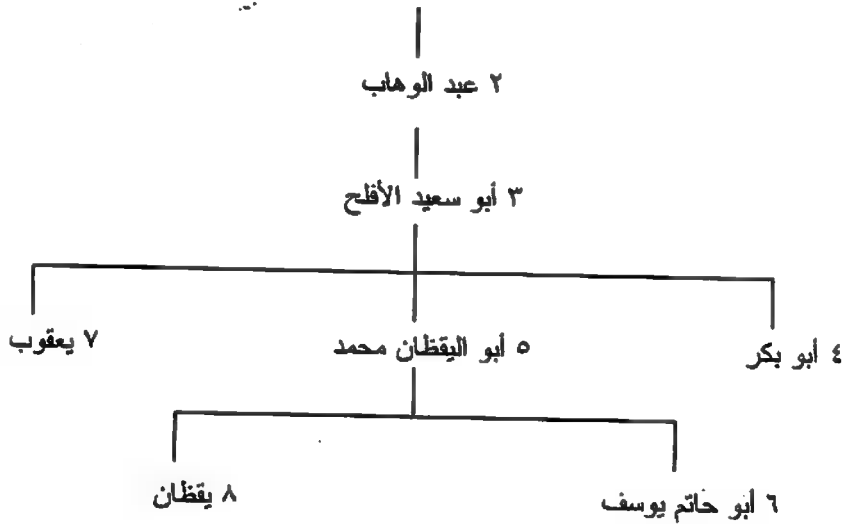 ٢ عبد الوهاب
٣ أبو سعيد الأفلح
٤ أبو بكر
٥ أبو اليقظان محمد
٧ يعقوب
٦ أبو حاتم يوسف
٨ يقظان